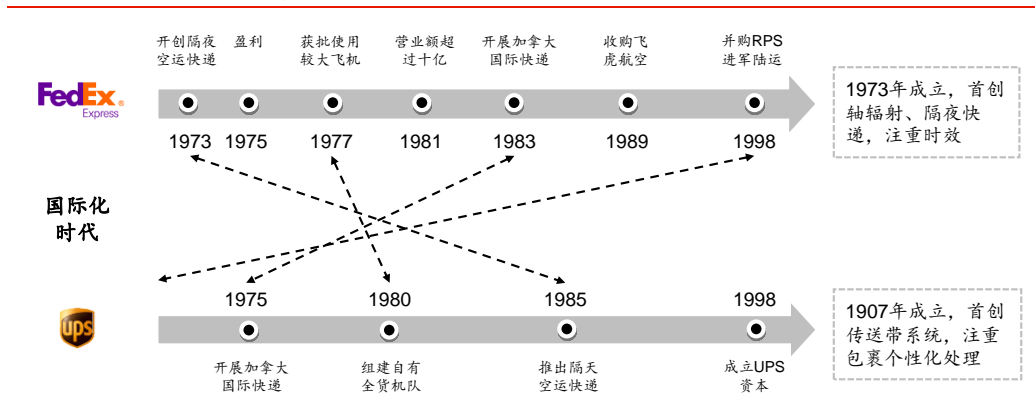 开创隔夜
空运快递
盈利
获批使用
较大飞机
营业额超
过十亿
开展加拿大
国际快递
收购飞
虎航空
并购RPS
进军陆运
FedEx®
Express
1973
1975
1977
1981
1983
1989
1998
1973年成立，首创
轴辐射、隔夜快
递，注重时效
国际化
时代
ups
1975
1980
1985
1998
开展加拿大
国际快递
组建自有
全货机队
推出隔天
空运快递
成立UPS
资本
1907年成立，首创
传送带系统，注重
包裹个性化处理